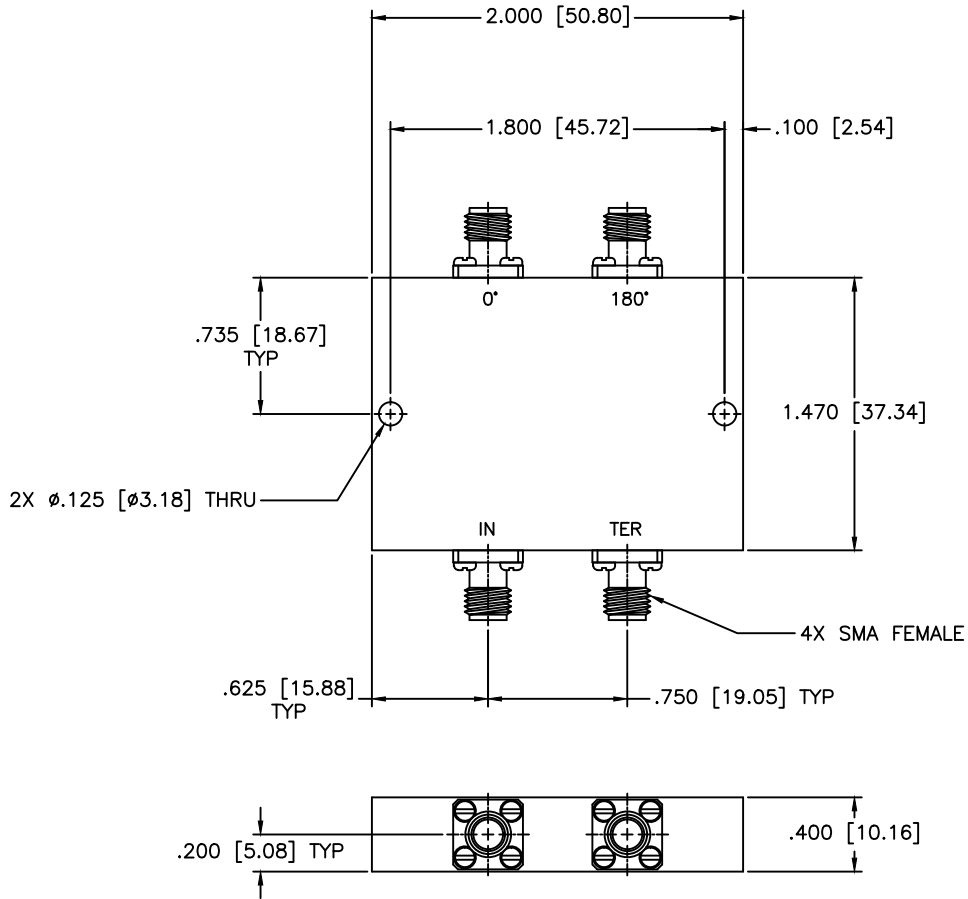 2.000 [50.80]
1.800 [45.72]
.100 [2.54]
0°
180°
.735 [18.67]
TYP
1.470 [37.34]
2X ø.125 [ø3.18] THRU
IN
TER
4X SMA FEMALE
.625 [15.88]
TYP
.750 [19.05] TYP
.200 [5.08] TYP
.400 [10.16]